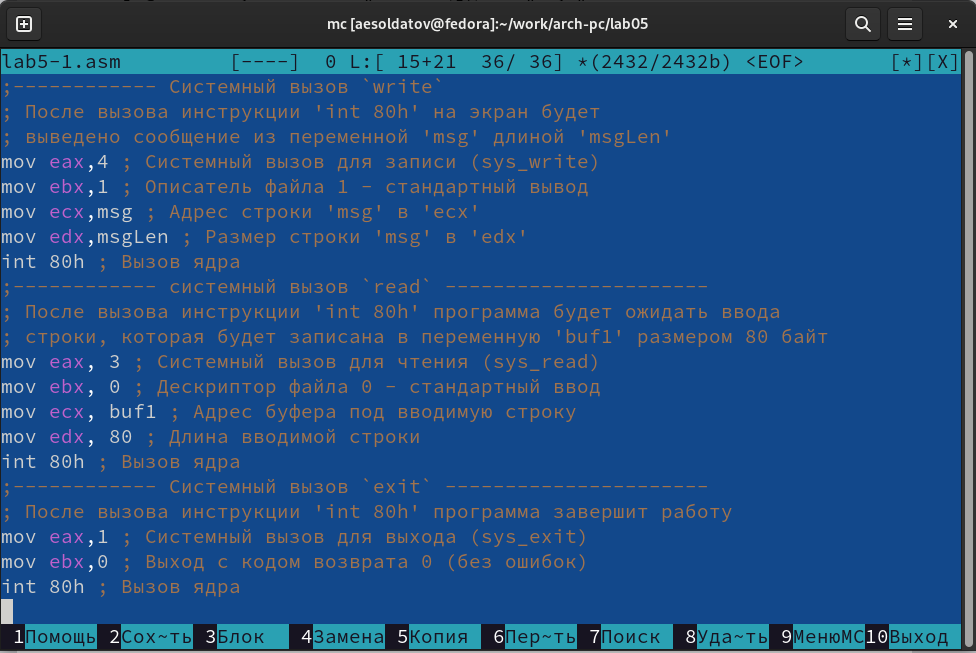 mc [aesoldatov@fedora]:~/work/arch-pc/lab05
lab5-1.asm [----] 0 L:[ 15+21 36/ 36] *(2432/2432b) <EOF> [*][X]
;------------ Системный вызов `write`
; После вызова инструкции 'int 80h' на экран будет
; выведено сообщение из переменной 'msg' длиной 'msgLen'
mov eax,4 ; Системный вызов для записи (sys_write)
mov ebx,1 ; Описатель файла 1 - стандартный вывод
mov ecx,msg ; Адрес строки 'msg' в 'ecx'
mov edx,msgLen ; Размер строки 'msg' в 'edx'
int 80h ; Вызов ядра
;------------ системный вызов `read` ----------------------
; После вызова инструкции 'int 80h' программа будет ожидать ввода
; строки, которая будет записана в переменную 'buf1' размером 80 байт
mov eax, 3 ; Системный вызов для чтения (sys_read)
mov ebx, 0 ; Дескриптор файла 0 - стандартный ввод
mov ecx, buf1 ; Адрес буфера под вводимую строку
mov edx, 80 ; Длина вводимой строки
int 80h ; Вызов ядра
;------------ Системный вызов `exit` ----------------------
; После вызова инструкции 'int 80h' программа завершит работу
mov eax,1 ; Системный вызов для выхода (sys_exit)
mov ebx,0 ; Выход с кодом возврата 0 (без ошибок)
int 80h ; Вызов ядра
1Помощь 2Сох~ть 3Блок 4Замена 5Копия 6Пер~ть 7Поиск 8Уда~ть 9МенюMC 10Выход